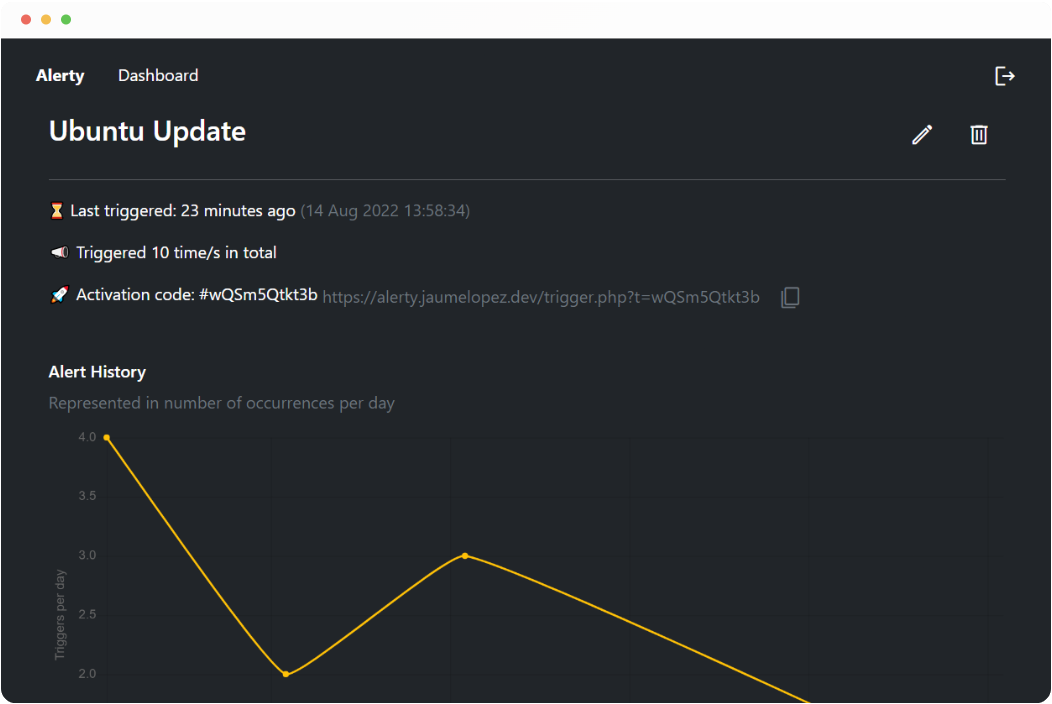 Alerty Dashboard
Ubuntu Update
Last triggered: 23 minutes ago (14 Aug 2022 13:58:34)
Triggered 10 time/s in total
Activation code: #wQSm5Qtkt3b https://alerty.jaumelopez.dev/trigger.php?t=wQSm5Qtkt3b
Alert History
Represented in number of occurrences per day
4.0
3.5
3.0
2.5
2.0
Triggers per day